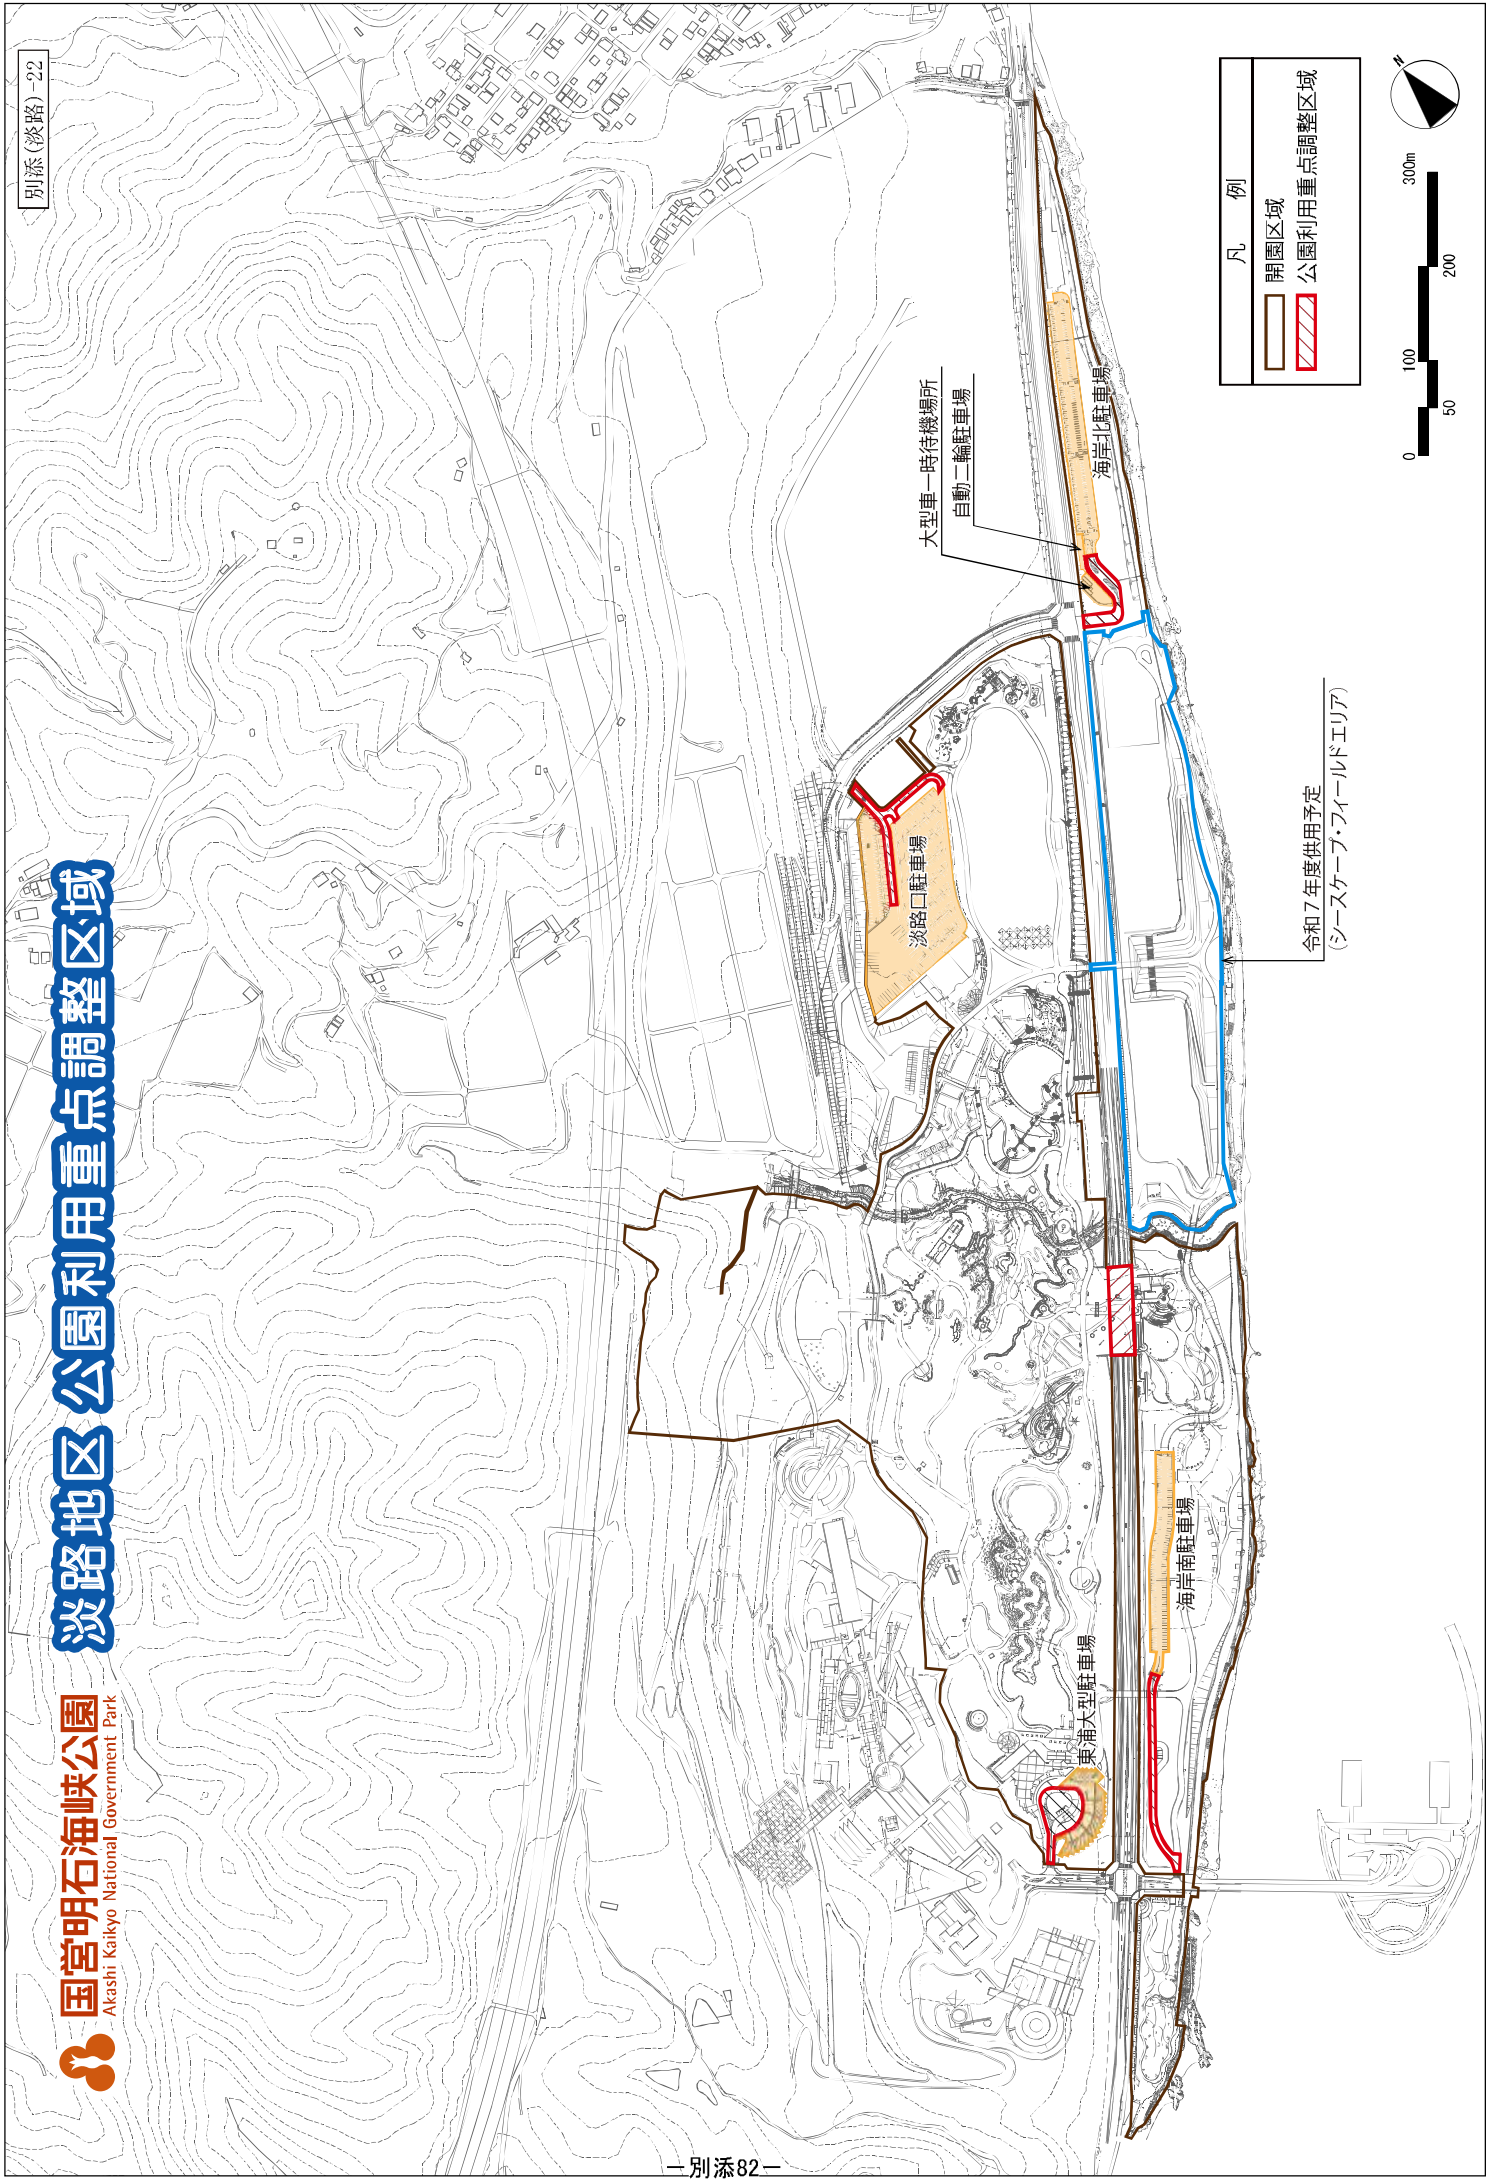 別添(淡路)-22
国営明石海峡公園
Akashi Kaikyo National Government Park
淡路地区 公園利用重点調整区域
大型車一時待機場所
自動二輪駐車場
海岸北駐車場
淡路口駐車場
東浦大型駐車場
海岸南駐車場
令和7年度供用予定
(シースケープ・フィールドエリア)
凡 例
開園区域
公園利用重点調整区域
N
0 50 100 200 300m
－別添82－